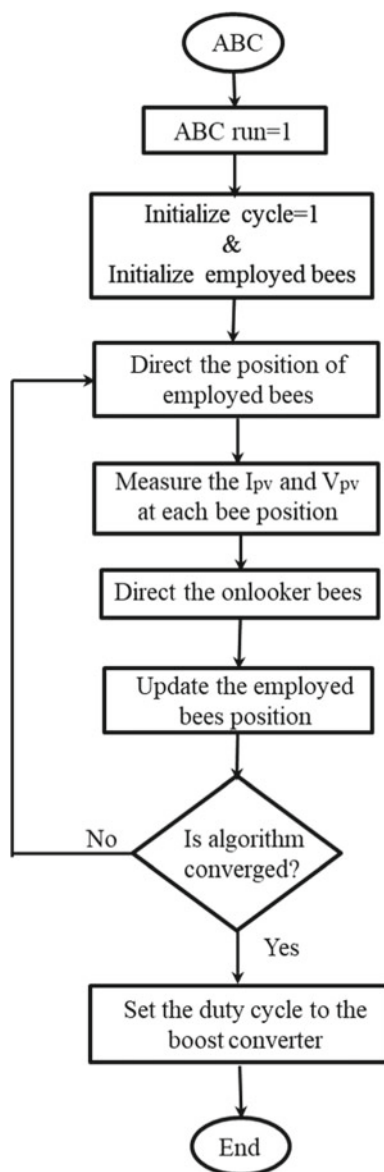 ABC
ABC run=1
Initialize cycle=1
&
Initialize employed bees
Direct the position of
employed bees
Measure the Ipv and Vpv
at each bee position
Direct the onlooker bees
Update the employed
bees position
No
Is algorithm
converged?
Yes
Set the duty cycle to the
boost converter
End